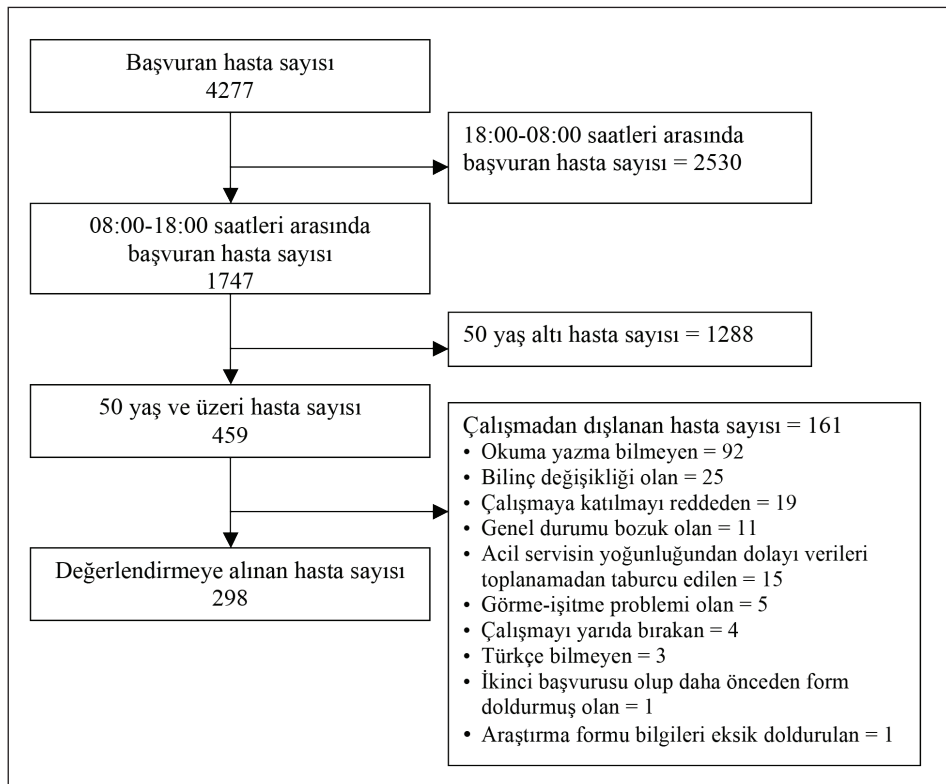 Başvuran hasta sayısı
4277
18:00-08:00 saatleri arasında
başvuran hasta sayısı = 2530
08:00-18:00 saatleri arasında
başvuran hasta sayısı
1747
50 yaş altı hasta sayısı = 1288
50 yaş ve üzeri hasta sayısı
459
Çalışmadan dışlanan hasta sayısı = 161
• Okuma yazma bilmeyen = 92
• Bilinç değişikliği olan = 25
• Çalışmaya katılmayı reddeden = 19
• Genel durumu bozuk olan = 11
• Acil servisin yoğunluğundan dolayı verileri
toplanamadan taburcu edilen = 15
• Görme-işitme problemi olan = 5
• Çalışmayı yarıda bırakan = 4
• Türkçe bilmeyen = 3
• İkinci başvurusu olup daha önceden form
doldurmuş olan = 1
• Araştırma formu bilgileri eksik doldurulan = 1
Değerlendirmeye alınan hasta sayısı
298